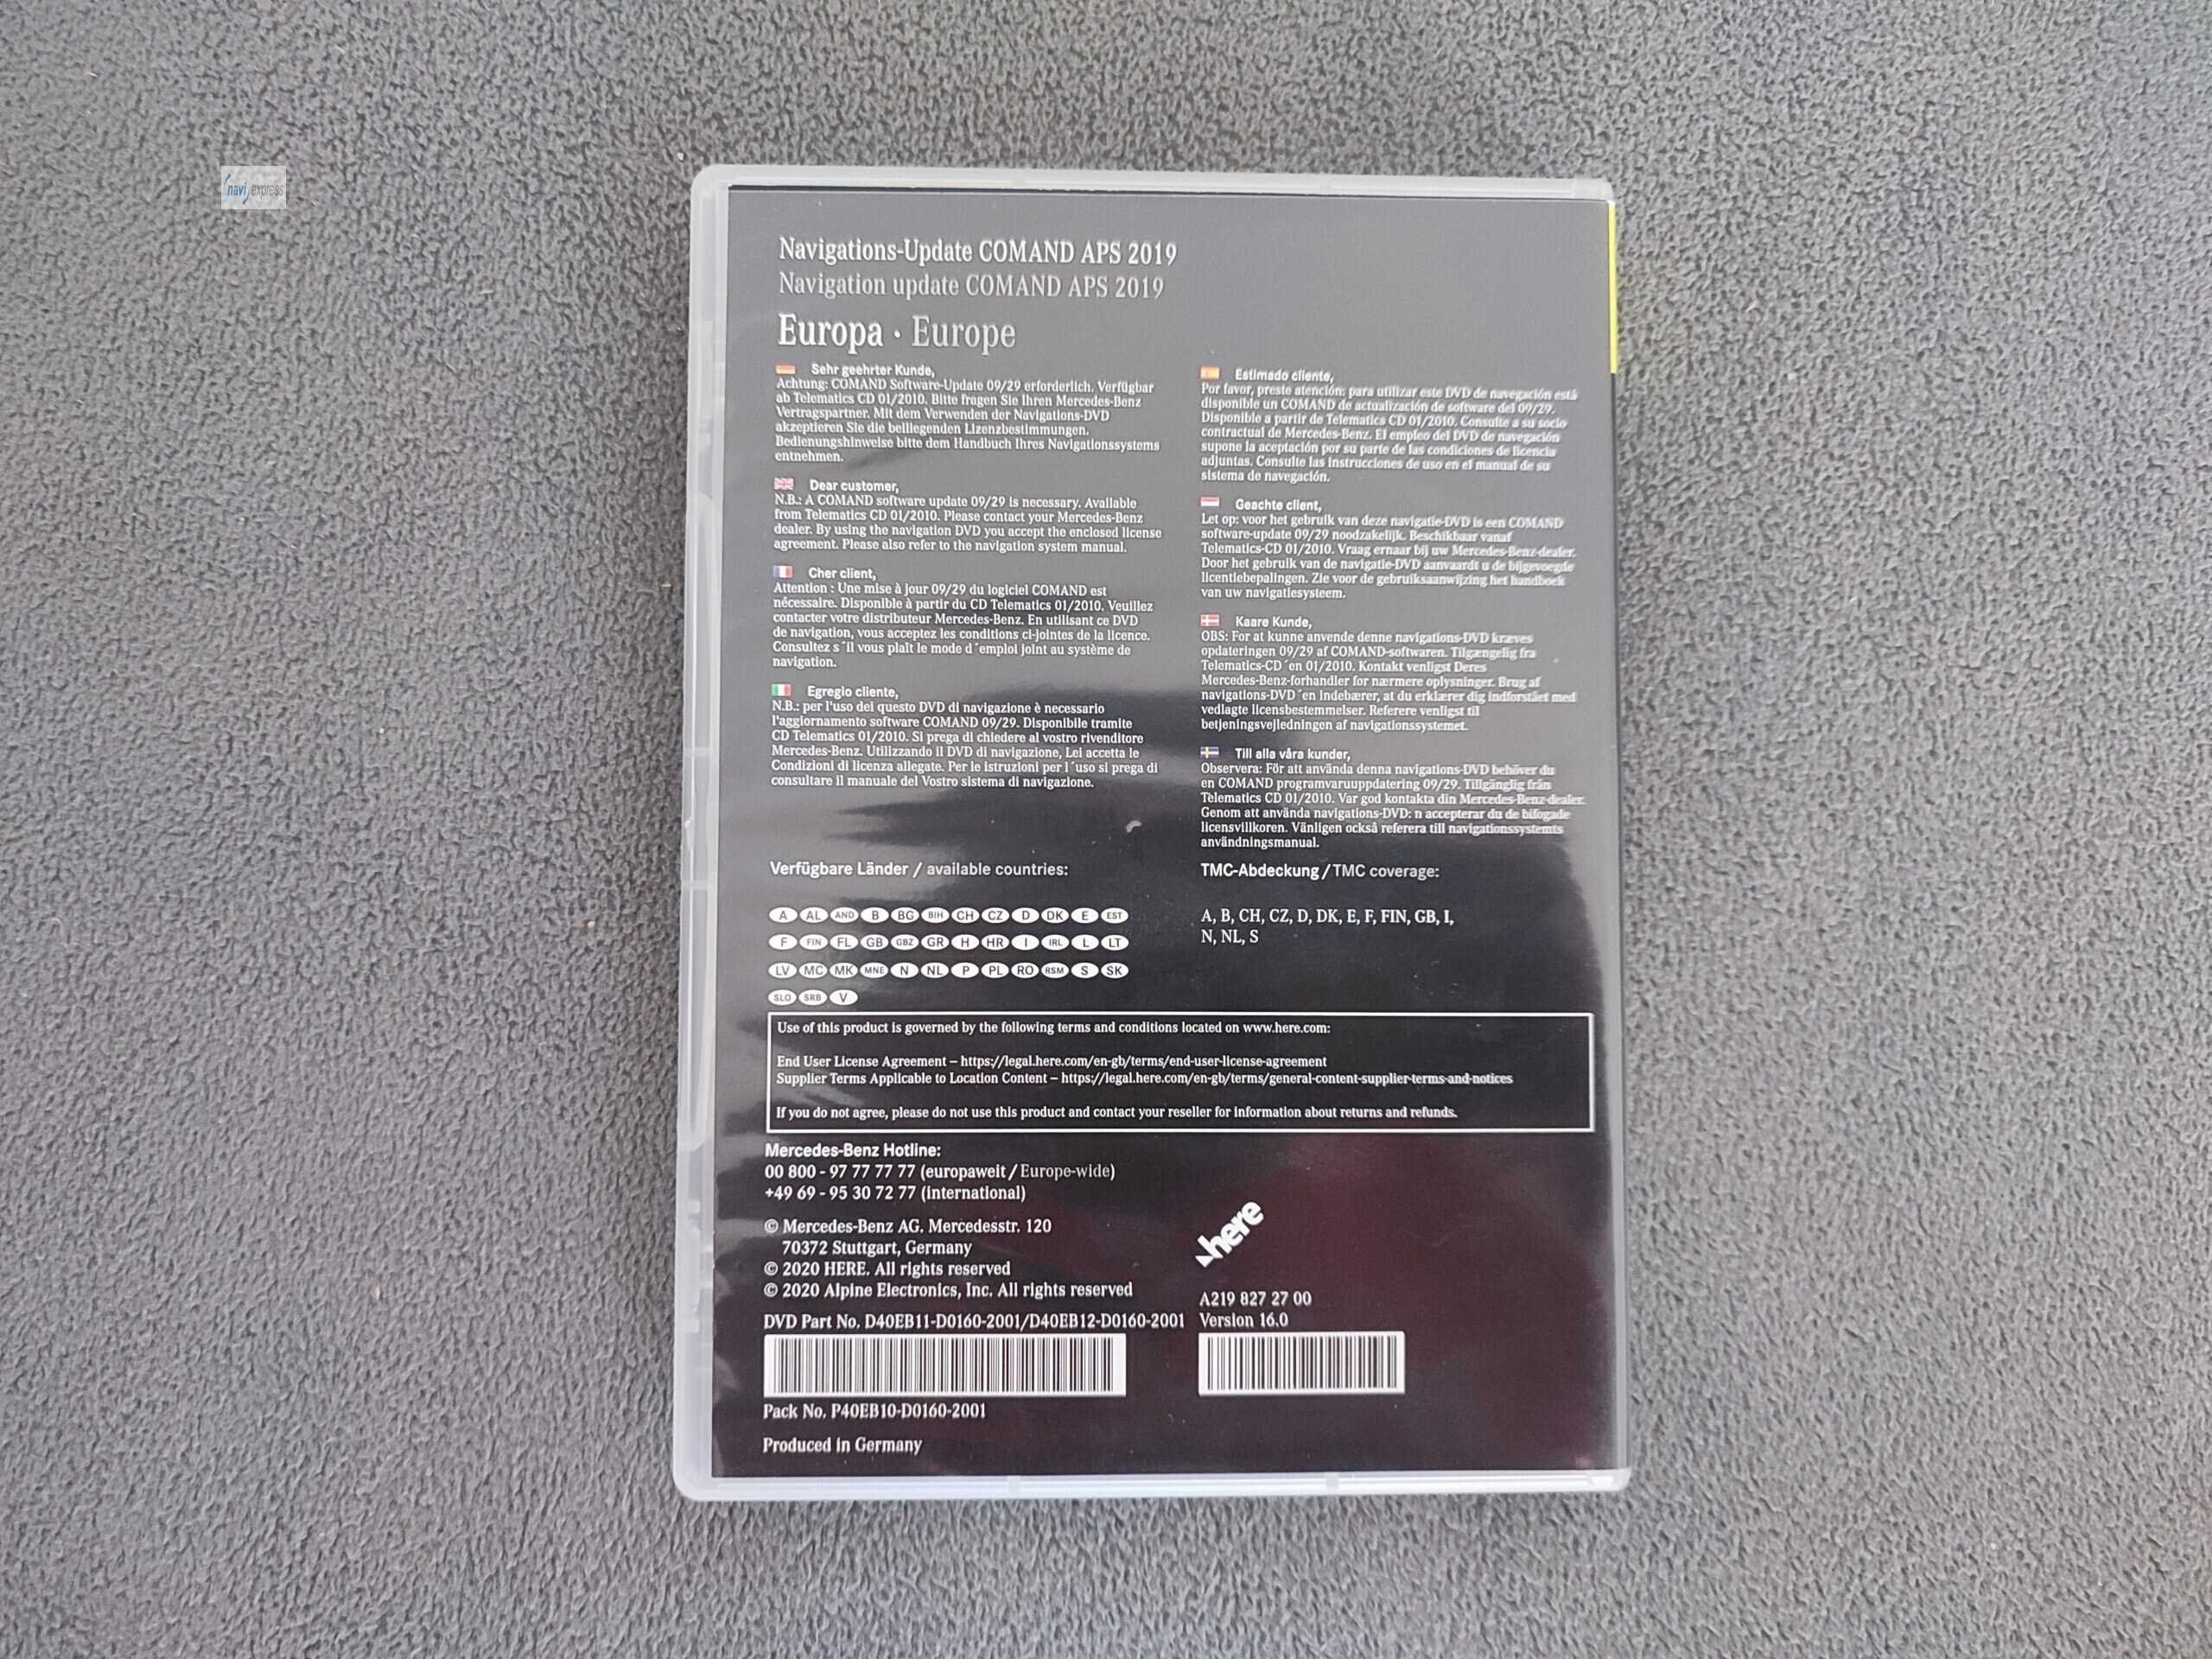 navi express
Navigations-Update COMAND APS 2019
Navigation update COMAND APS 2019
Europa · Europe
Sehr geehrter Kunde,
Achtung: COMAND Software-Update 09/29 erforderlich. Verfügbar
ab Telematics CD 01/2010. Bitte fragen Sie Ihren Mercedes-Benz
Vertragspartner. Mit dem Verwenden der Navigations-DVD
akzeptieren Sie die beiliegenden Lizenzbestimmungen.
Bedienungshinweise bitte dem Handbuch Ihres Navigationssystems
entnehmen.
Dear customer,
N.B.: A COMAND software update 09/29 is necessary. Available
from Telematics CD 01/2010. Please contact your Mercedes-Benz
dealer. By using the navigation DVD you accept the enclosed license
agreement. Please also refer to the navigation system manual.
Cher client,
Attention : Une mise à jour 09/29 du logiciel COMAND est
nécessaire. Disponible à partir du CD Telematics 01/2010. Veuillez
contacter votre distributeur Mercedes-Benz. En utilisant ce DVD
de navigation, vous acceptez les conditions ci-jointes de la licence.
Consultez s´il vous plaît le mode d´emploi joint au système de
navigation.
Egregio cliente,
N.B.: per l'uso dei questo DVD di navigazione è necessario
l'aggiornamento software COMAND 09/29. Disponibile tramite
CD Telematics 01/2010. Si prega di chiedere al vostro rivenditore
Mercedes-Benz. Utilizzando il DVD di navigazione, Lei accetta le
Condizioni di licenza allegate. Per le istruzioni per l´uso si prega di
consultare il manuale del Vostro sistema di navigazione.
Estimado cliente,
Por favor, preste atención: para utilizar este DVD de navegación está
disponible un COMAND de actualización de software del 09/29.
Disponible a partir de Telematics CD 01/2010. Consulte a su socio
contractual de Mercedes-Benz. El empleo del DVD de navegación
supone la aceptación por su parte de las condiciones de licencia
adjuntas. Consulte las instrucciones de uso en el manual de su
sistema de navegación.
Geachte client,
Let op: voor het gebruik van deze navigatie-DVD is een COMAND
software-update 09/29 noodzakelijk. Beschikbaar vanaf
Telematics-CD 01/2010. Vraag ernaar bij uw Mercedes-Benz-dealer.
Door het gebruik van de navigatie-DVD aanvaardt u de bijgevoegde
licentiebepalingen. Zie voor de gebruiksaanwijzing het handboek
van uw navigatiesysteem.
Kaare Kunde,
OBS: For at kunne anvende denne navigations-DVD kræves
opdateringen 09/29 af COMAND-softwaren. Tilgængelig fra
Telematics-CD´en 01/2010. Kontakt venligst Deres
Mercedes-Benz-forhandler for nærmere oplysninger. Brug af
navigations-DVD´en indebærer, at du erklærer dig indforstået med
vedlagte licensbestemmelser. Referere venligst til
betjeningsvejledningen af navigationssystemet.
Till alla våra kunder,
Observera: För att använda denna navigations-DVD behöver du
en COMAND programvaruuppdatering 09/29. Tillgänglig från
Telematics CD 01/2010. Var god kontakta din Mercedes-Benz-dealer.
Genom att använda navigations-DVD: n accepterar du de bifogade
licensvillkoren. Vänligen också referera till navigationssystemts
användningsmanual.
Verfügbare Länder / available countries:
A AL AND B BG BIH CH CZ D DK E EST
F FIN FL GB GBZ GR H HR I IRL L LT
LV MC MK MNE N NL P PL RO RSM S SK
SLO SRB V
TMC-Abdeckung / TMC coverage:
A, B, CH, CZ, D, DK, E, F, FIN, GB, I,
N, NL, S
Use of this product is governed by the following terms and conditions located on www.here.com:
End User License Agreement – https://legal.here.com/en-gb/terms/end-user-license-agreement
Supplier Terms Applicable to Location Content – https://legal.here.com/en-gb/terms/general-content-supplier-terms-and-notices
If you do not agree, please do not use this product and contact your reseller for information about returns and refunds.
Mercedes-Benz Hotline:
00 800 - 97 77 77 77 (europaweit / Europe-wide)
+49 69 - 95 30 72 77 (international)
© Mercedes-Benz AG. Mercedesstr. 120
70372 Stuttgart, Germany
© 2020 HERE. All rights reserved
© 2020 Alpine Electronics, Inc. All rights reserved
here
DVD Part No. D40EB11-D0160-2001/D40EB12-D0160-2001
A219 827 27 00
Version 16.0
Pack No. P40EB10-D0160-2001
Produced in Germany